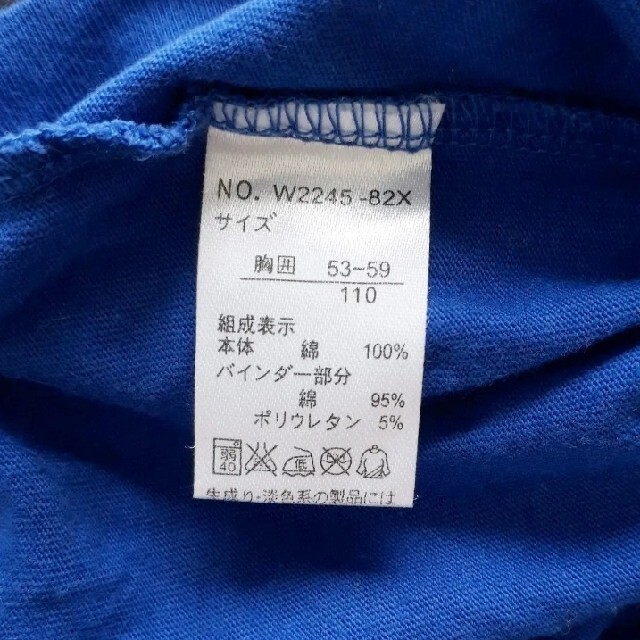 NO. W2245-82X
サイズ
胸囲 53-59
110
組成表示
本体 綿 100%
バインダー部分
綿 95%
ポリウレタン 5%
弱 40 低
生成り・淡色系の製品には